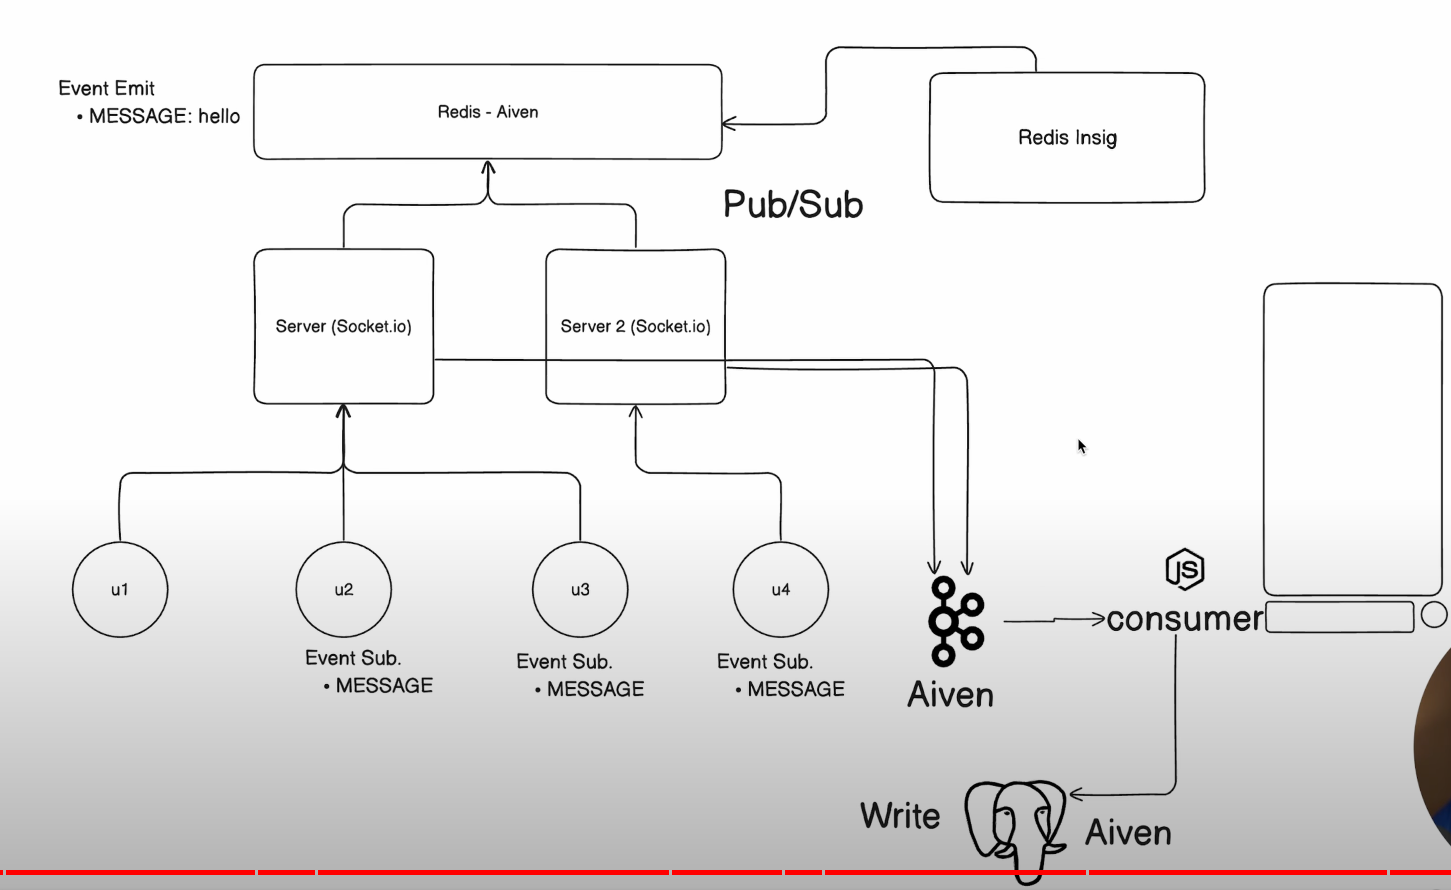 Event Emit
• MESSAGE: hello
Redis - Aiven
Redis Insig
Pub/Sub
Server (Socket.io)
Server 2 (Socket.io)
u1
u2
u3
u4
Event Sub.
• MESSAGE
Event Sub.
• MESSAGE
Event Sub.
• MESSAGE
JS
consumer
Aiven
Write
Aiven